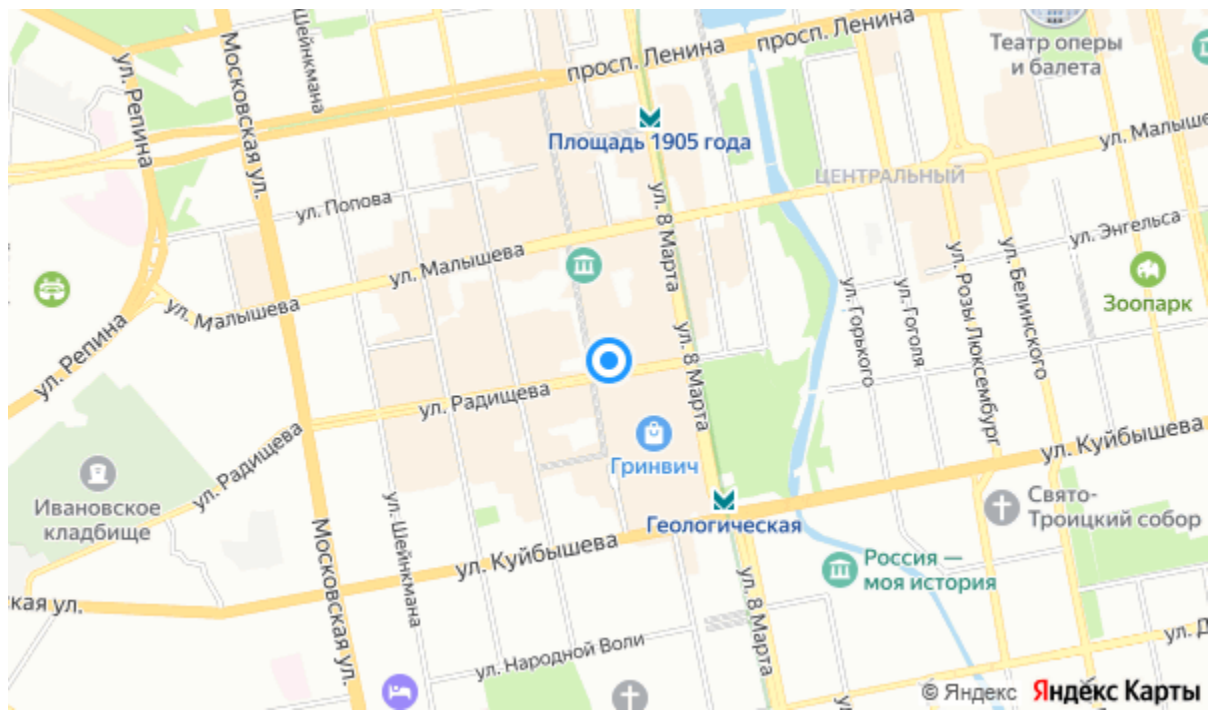 Шейнкмана
просп. Ленина
просп. Ленина
Театр оперы
и балета
ул. Репина
Московская ул.
Площадь 1905 года
ул. Малыше
ЦЕНТРАЛЬНЫЙ
ул. Попова
ул. 8 Марта
ул. Энгельса
ул. Малышева
ул. Малышева
Зоопарк
ул. Горького
ул. Гоголя
ул. Розы Люксембург
ул. Белинского
ул. Репина
ул. 8 Марта
ул. Радищева
ул. Радищева
Гринвич
ул. Куйбышева
Ивановское
кладбище
ул. Шейнкмана
Геологическая
Свято-
Троицкий собор
ул. Куйбышева
Россия —
моя история
ская ул.
Московская ул.
ул. 8 Марта
ул. Народной Воли
ул. Д
© Яндекс Яндекс Карты